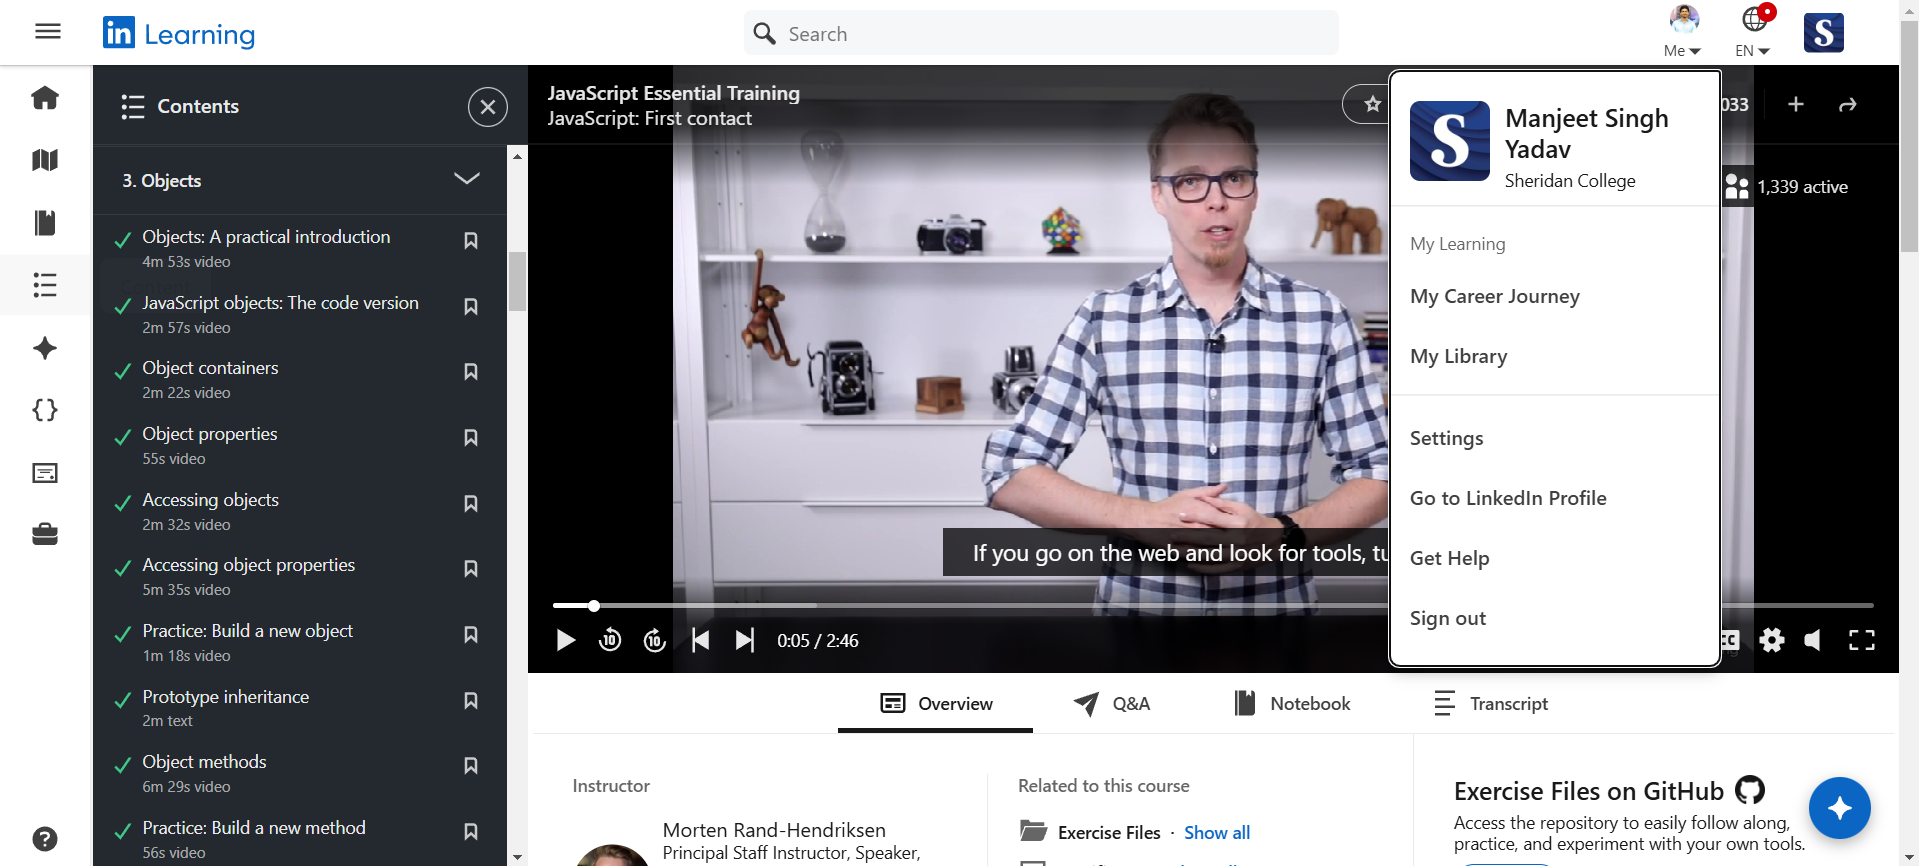 in Learning
Search
Me
EN
S
Contents
3. Objects
Objects: A practical introduction
4m 53s video
JavaScript objects: The code version
2m 57s video
Object containers
2m 22s video
Object properties
55s video
Accessing objects
2m 32s video
Accessing object properties
5m 35s video
Practice: Build a new object
1m 18s video
Prototype inheritance
2m text
Object methods
6m 29s video
Practice: Build a new method
56s video
JavaScript Essential Training
JavaScript: First contact
033
1,339 active
If you go on the web and look for tools, tu
10
10
0:05 / 2:46
CC
S
Manjeet Singh
Yadav
Sheridan College
My Learning
My Career Journey
My Library
Settings
Go to LinkedIn Profile
Get Help
Sign out
Overview
Q&A
Notebook
Transcript
Instructor
Morten Rand-Hendriksen
Principal Staff Instructor, Speaker,
Related to this course
Exercise Files · Show all
Exercise Files on GitHub
Access the repository to easily follow along,
practice, and experiment with your own tools.